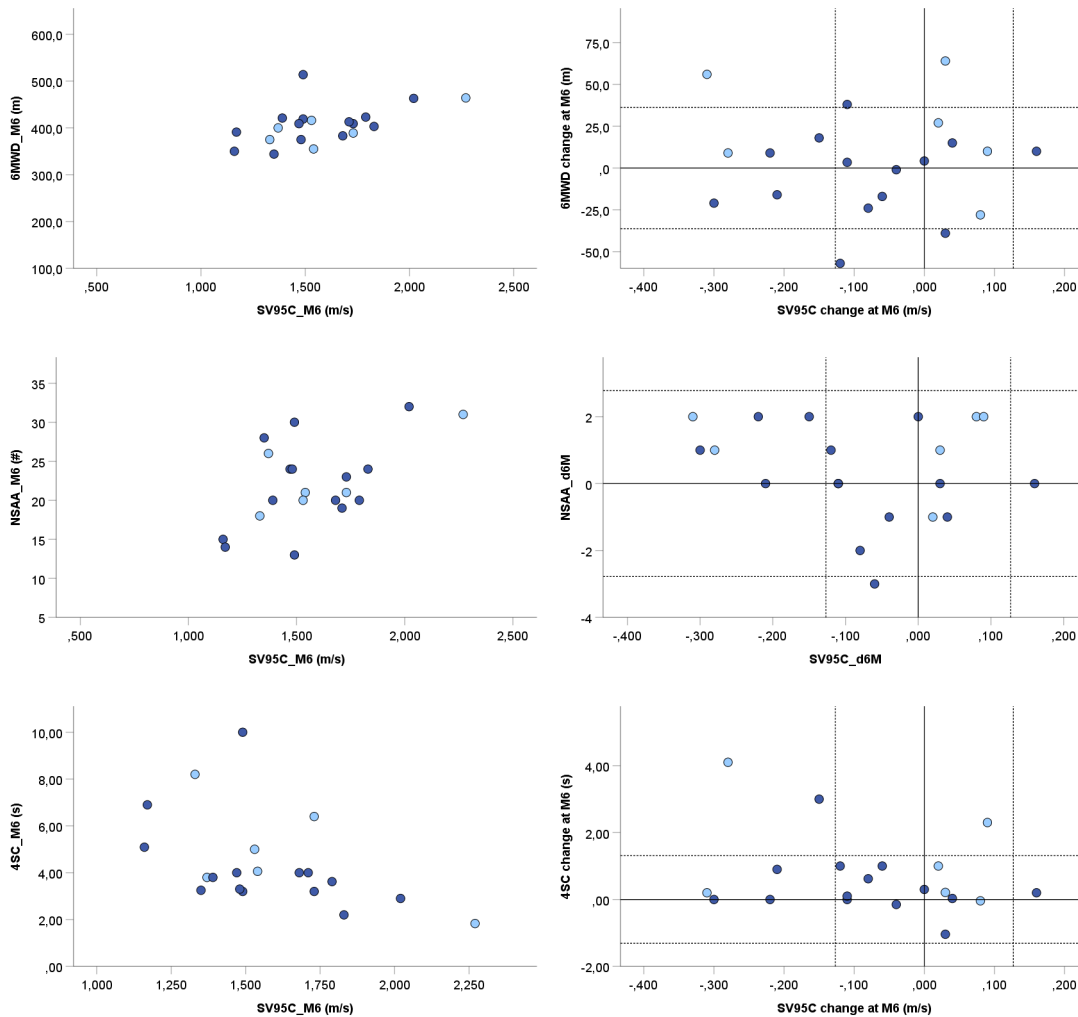 600,0
500,0
400,0
300,0
200,0
100,0
6MWD_M6 (m)
,500 1,000 1,500 2,000 2,500
SV95C_M6 (m/s)
75,0
50,0
25,0
,0
-25,0
-50,0
6MWD change at M6 (m)
-,400 -,300 -,200 -,100 ,000 ,100 ,200
SV95C change at M6 (m/s)
35
30
25
20
15
10
5
NSAA_M6 (#)
,500 1,000 1,500 2,000 2,500
SV95C_M6 (m/s)
2
0
-2
-4
NSAA_d6M
-,400 -,300 -,200 -,100 ,000 ,100 ,200
SV95C_d6M
10,00
8,00
6,00
4,00
2,00
,00
4SC_M6 (s)
1,000 1,250 1,500 1,750 2,000 2,250
SV95C_M6 (m/s)
4,00
2,00
,00
-2,00
4SC change at M6 (s)
-,400 -,300 -,200 -,100 ,000 ,100 ,200
SV95C change at M6 (m/s)